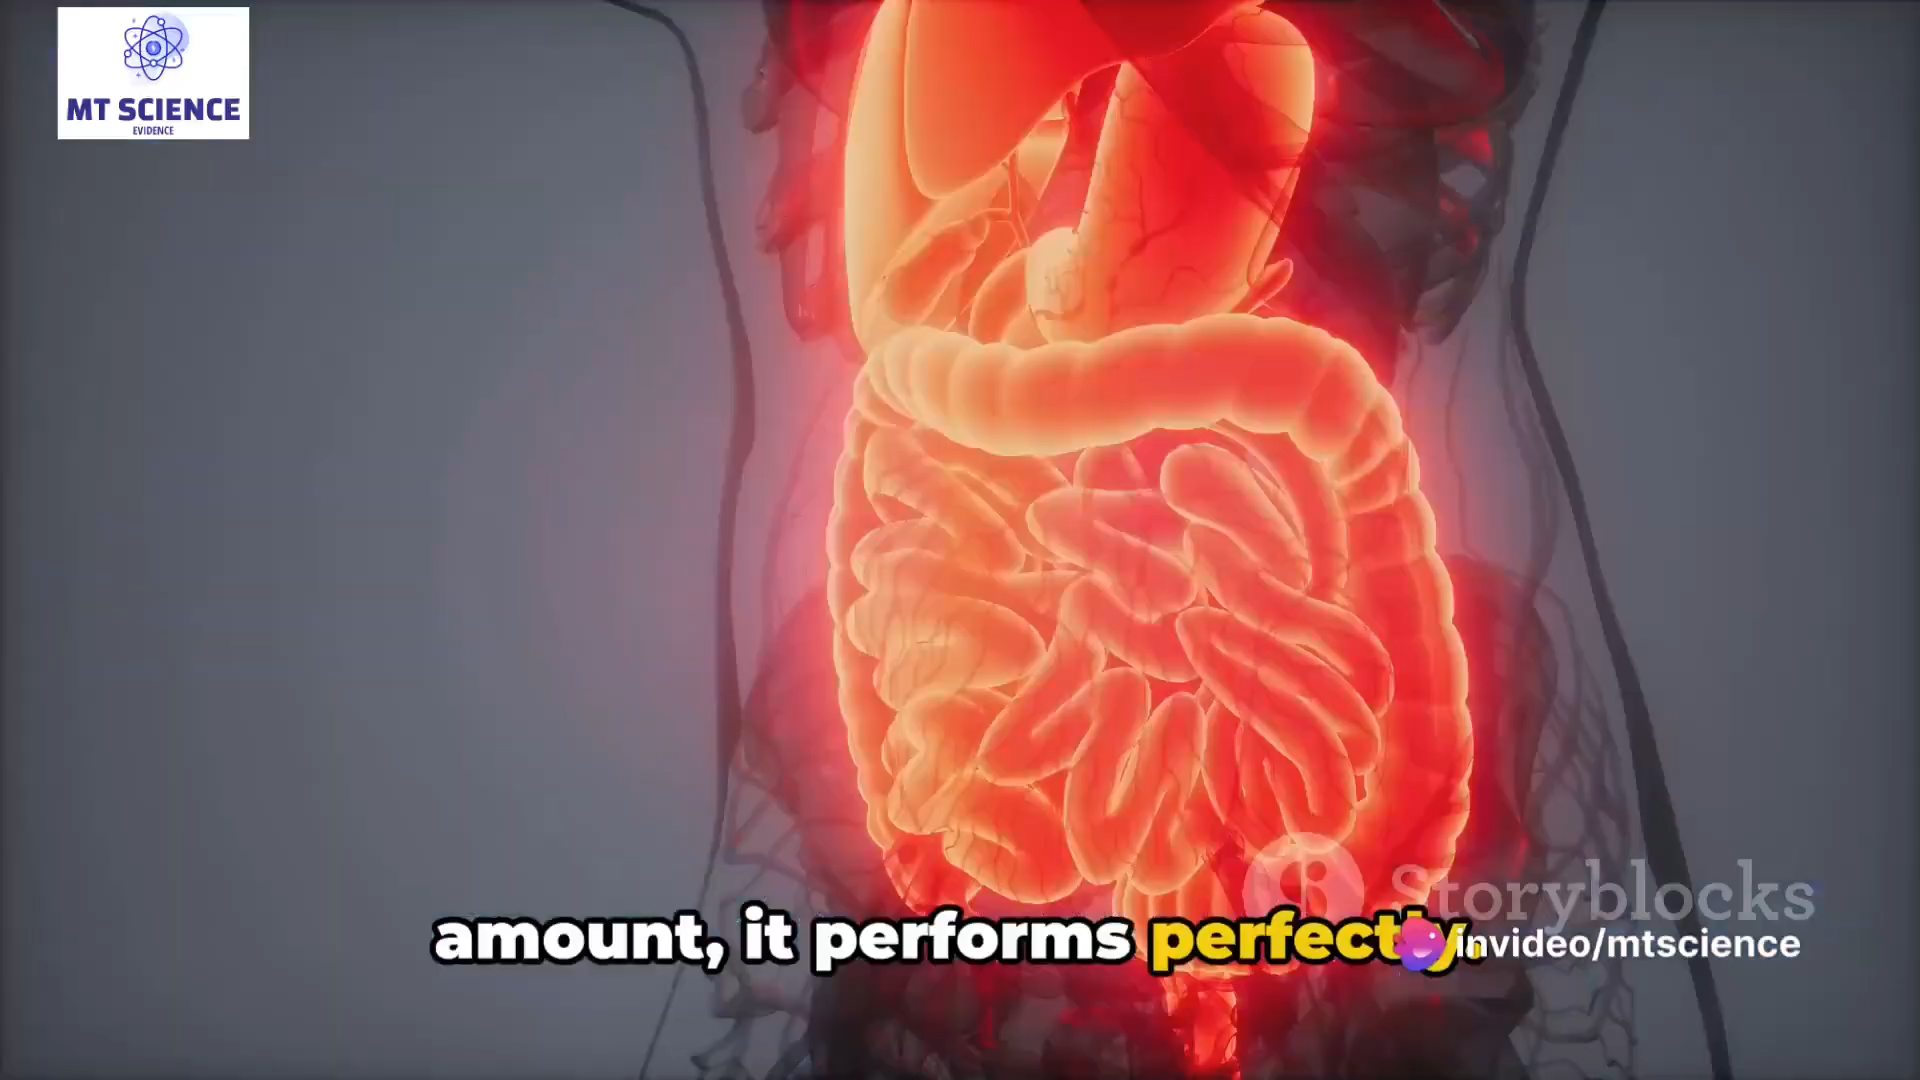 MT SCIENCE
EVIDENCE
Storyblocks
amount, it performs perfectly.
invideo/mtscience